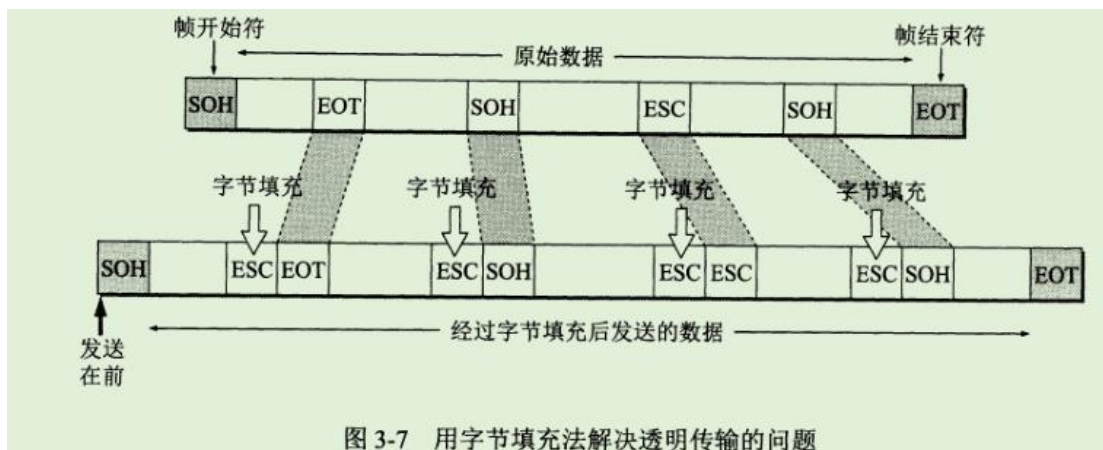 帧开始符
原始数据
帧结束符
SOH EOT SOH ESC SOH EOT
字节填充 字节填充 字节填充 字节填充
SOH ESC EOT ESC SOH ESC ESC ESC SOH EOT
经过字节填充后发送的数据
发送
在前
图 3-7 用字节填充法解决透明传输的问题